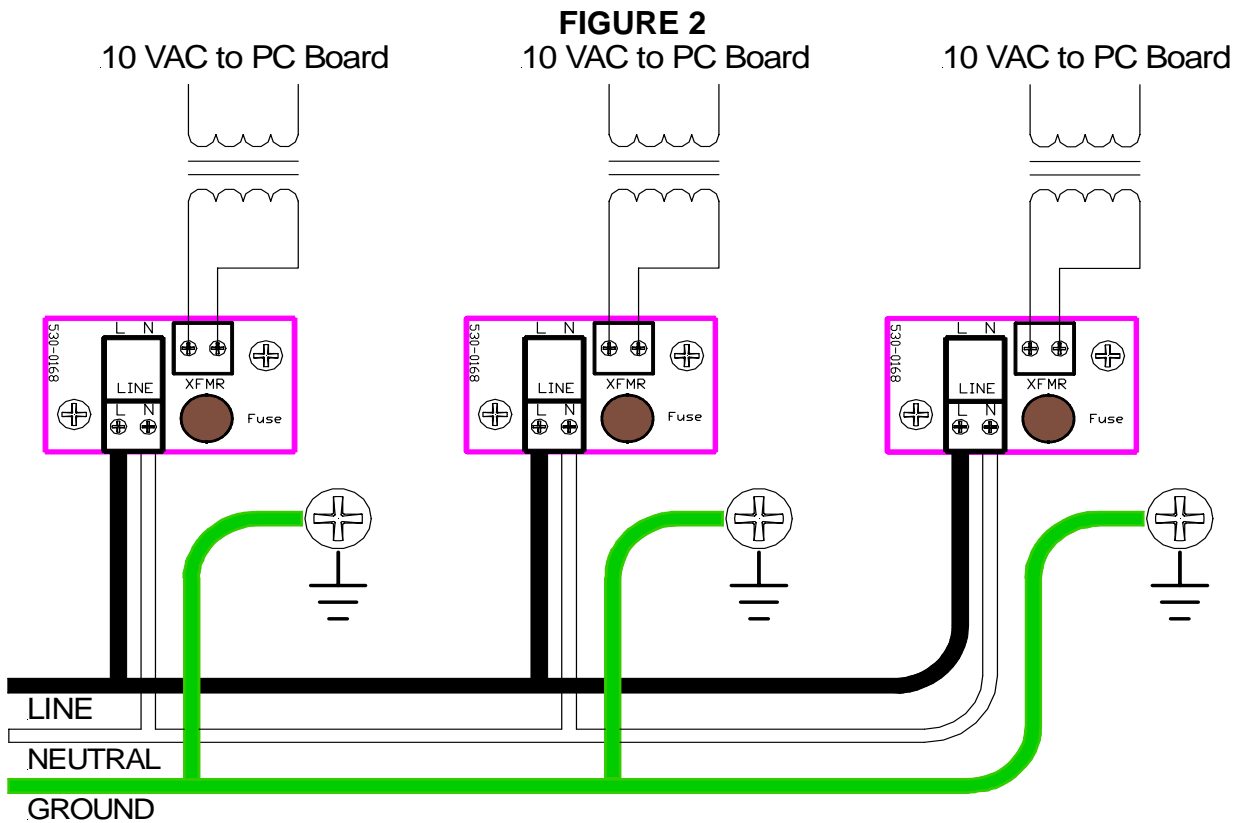 FIGURE 2
10 VAC to PC Board
10 VAC to PC Board
10 VAC to PC Board
530-0168
L N
LINE
XFMR
L N
Fuse
530-0168
L N
LINE
XFMR
L N
Fuse
530-0168
L N
LINE
XFMR
L N
Fuse
LINE
NEUTRAL
GROUND